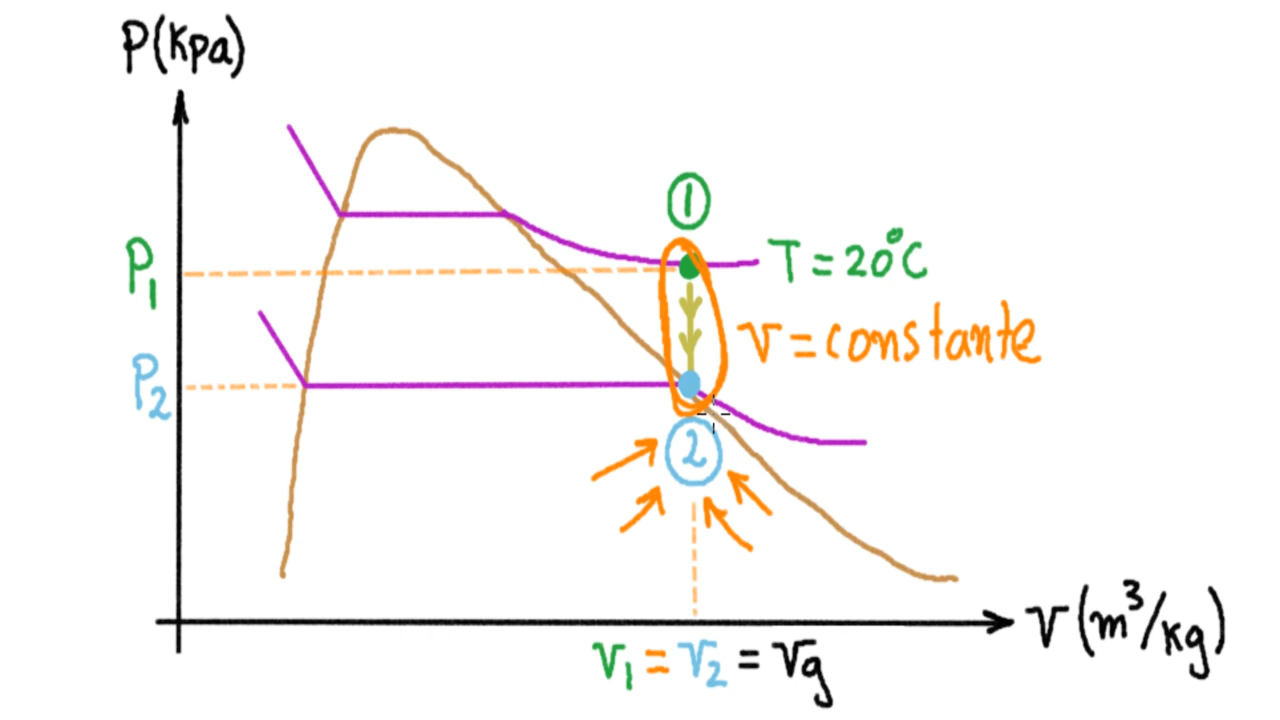 P(kpa)
①
P₁
T = 20°C
v = constante
P₂
②
v (m³/kg)
v₁ = v₂ = vg